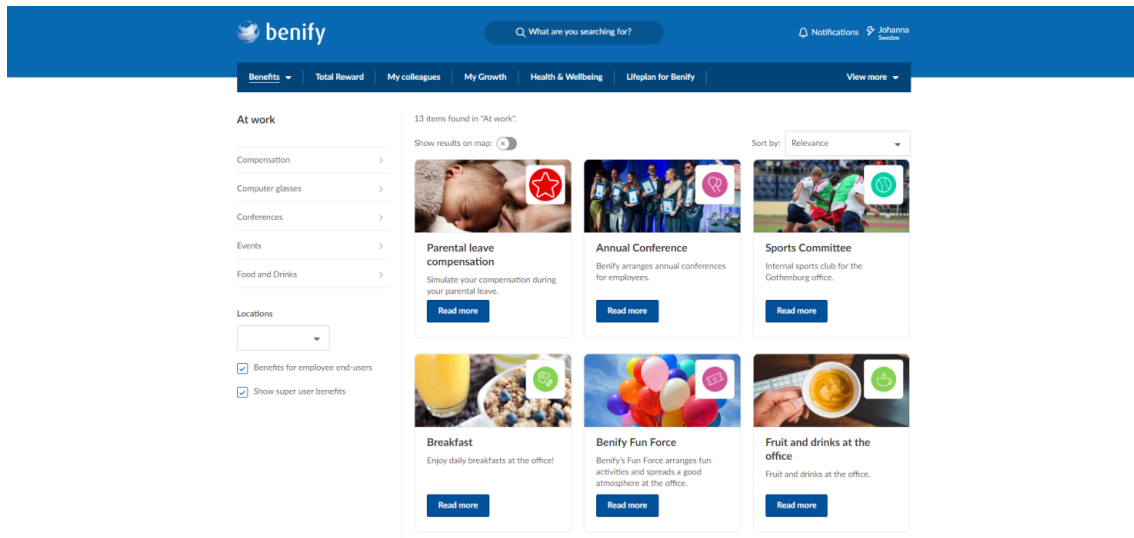 benify
What are you searching for?
Notifications
Johanna
Sweden
Benefits
Total Reward
My colleagues
My Growth
Health & Wellbeing
Lifeplan for Benify
View more
At work
Compensation
Computer glasses
Conferences
Events
Food and Drinks
Locations
Benefits for employee end-users
Show super user benefits
13 items found in "At work".
Show results on map:
Sort by:
Relevance
Parental leave
compensation
Simulate your compensation during
your parental leave.
Read more
Annual Conference
Benify arranges annual conferences
for employees.
Read more
Sports Committee
Internal sports club for the
Gothenburg office.
Read more
Breakfast
Enjoy daily breakfasts at the office!
Read more
Benify Fun Force
Benify's Fun Force arranges fun
activities and spreads a good
atmosphere at the office.
Read more
Fruit and drinks at the
office
Fruit and drinks at the office.
Read more